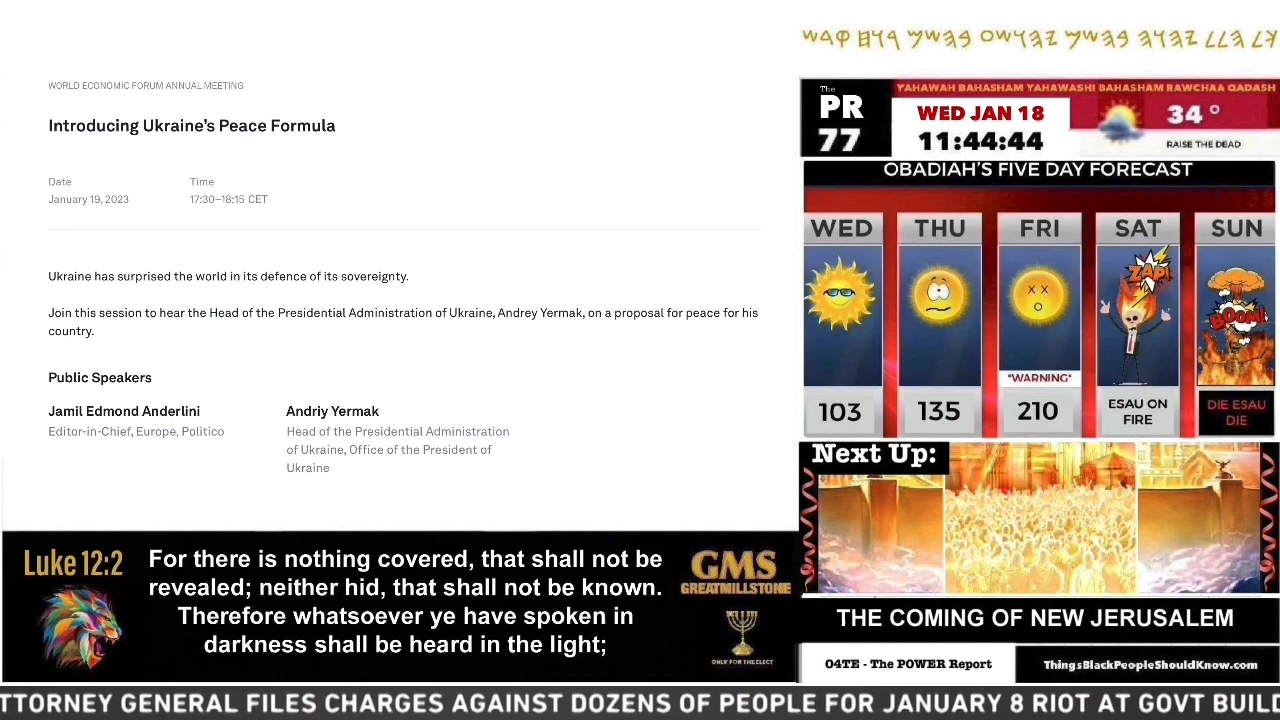 WORLD ECONOMIC FORUM ANNUAL MEETING
Introducing Ukraine's Peace Formula
Date
Time
January 19, 2023
17:30–18:15 CET
Ukraine has surprised the world in its defence of its sovereignty.
Join this session to hear the Head of the Presidential Administration of Ukraine, Andrey Yermak, on a proposal for peace for his
country.
Public Speakers
Jamil Edmond Anderlini
Editor-in-Chief, Europe, Politico
Andriy Yermak
Head of the Presidential Administration
of Ukraine, Office of the President of
Ukraine
The
PR
77
YAHAWAH BAHASHAM YAHAWASHI BAHASHAM RAWCHAA QADASH
WED JAN 18
11:44:44
34 °
RAISE THE DEAD
OBADIAH'S FIVE DAY FORECAST
WED
THU
FRI
SAT
SUN
ZAP!
BOOM!
*WARNING*
103
135
210
ESAU ON
FIRE
DIE ESAU
DIE
Next Up:
THE COMING OF NEW JERUSALEM
04TE - The POWER Report
ThingsBlackPeopleShouldKnow.com
Luke 12:2
For there is nothing covered, that shall not be
revealed; neither hid, that shall not be known.
Therefore whatsoever ye have spoken in
darkness shall be heard in the light;
GMS
GREATMILLSTONE
ONLY FOR THE ELECT
TTORNEY GENERAL FILES CHARGES AGAINST DOZENS OF PEOPLE FOR JANUARY 8 RIOT AT GOVT BUILD